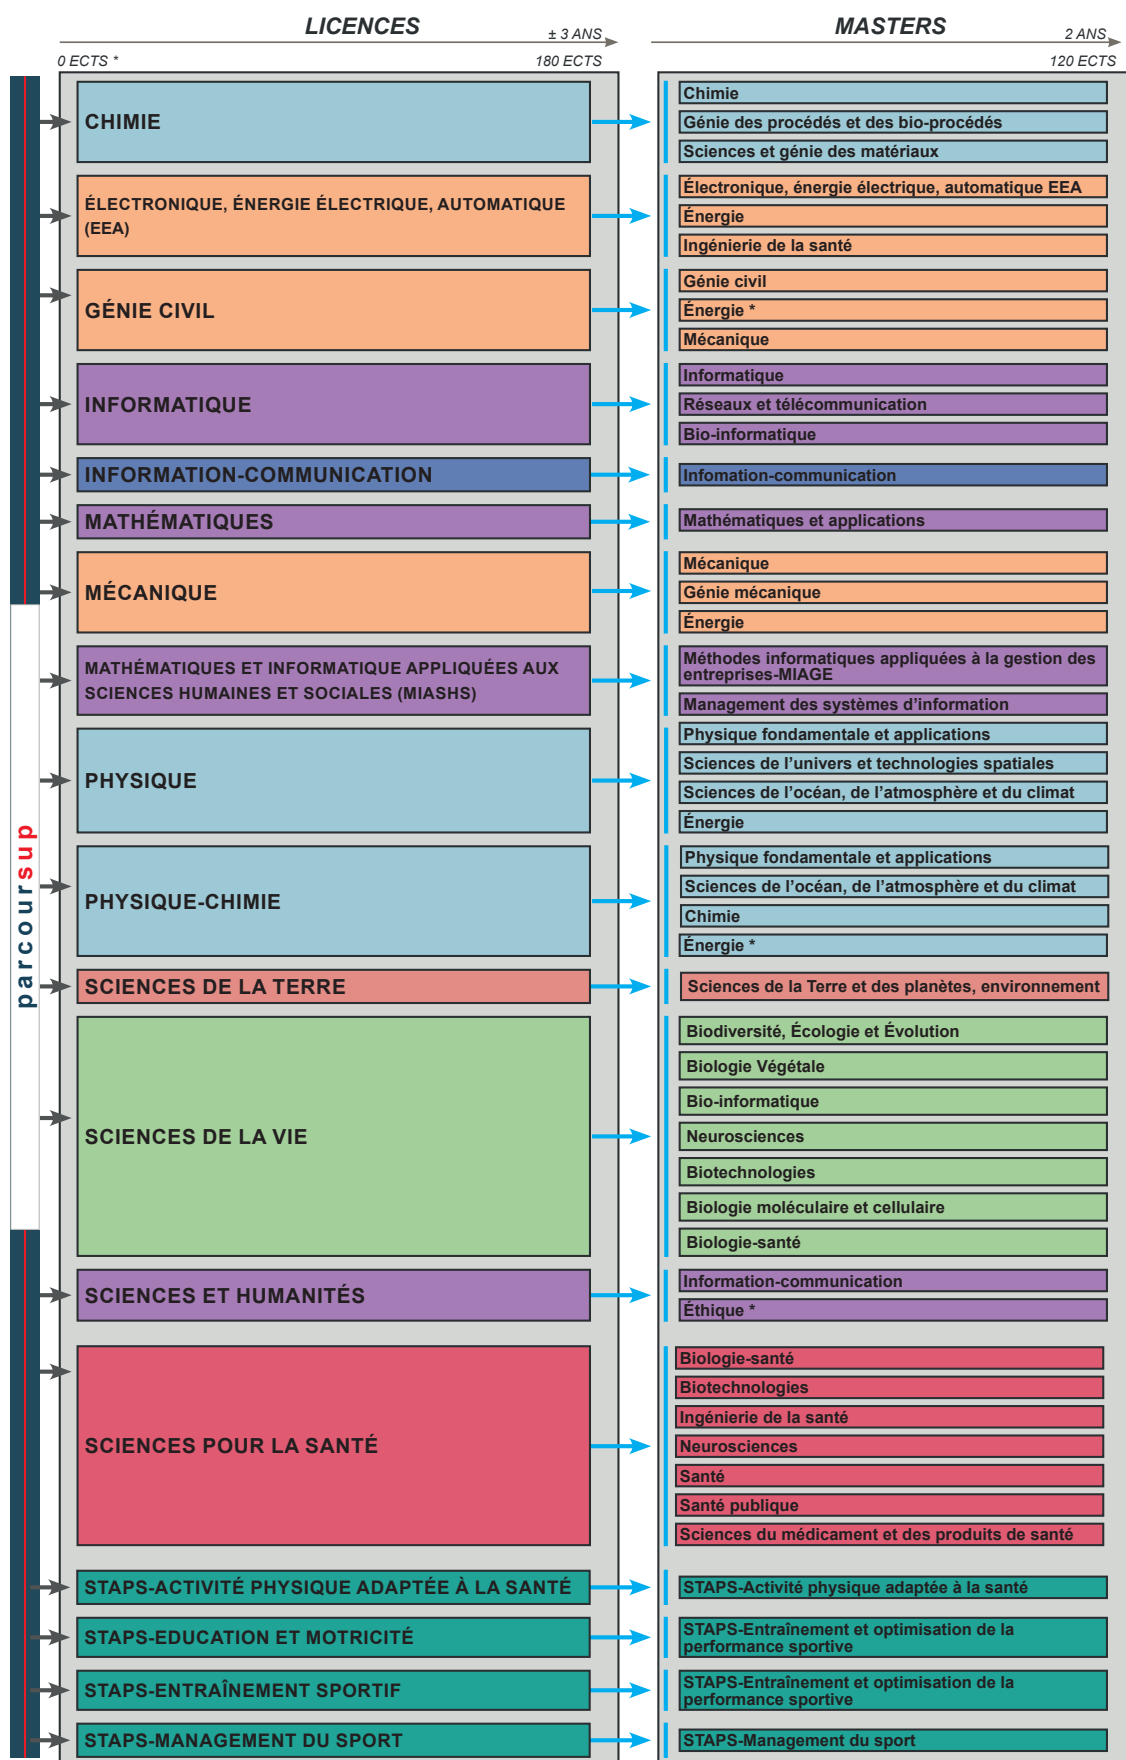 LICENCES
± 3 ANS
MASTERS
2 ANS
0 ECTS *
180 ECTS
120 ECTS
parcoursup
CHIMIE
Chimie
Génie des procédés et des bio-procédés
Sciences et génie des matériaux
ÉLECTRONIQUE, ÉNERGIE ÉLECTRIQUE, AUTOMATIQUE
(EEA)
Électronique, énergie électrique, automatique EEA
Énergie
Ingénierie de la santé
GÉNIE CIVIL
Génie civil
Énergie *
Mécanique
INFORMATIQUE
Informatique
Réseaux et télécommunication
Bio-informatique
INFORMATION-COMMUNICATION
Infomation-communication
MATHÉMATIQUES
Mathématiques et applications
MÉCANIQUE
Mécanique
Génie mécanique
Énergie
MATHÉMATIQUES ET INFORMATIQUE APPLIQUÉES AUX
SCIENCES HUMAINES ET SOCIALES (MIASHS)
Méthodes informatiques appliquées à la gestion des
entreprises-MIAGE
Management des systèmes d'information
PHYSIQUE
Physique fondamentale et applications
Sciences de l'univers et technologies spatiales
Sciences de l'océan, de l'atmosphère et du climat
Énergie
PHYSIQUE-CHIMIE
Physique fondamentale et applications
Sciences de l'océan, de l'atmosphère et du climat
Chimie
Énergie *
SCIENCES DE LA TERRE
Sciences de la Terre et des planètes, environnement
SCIENCES DE LA VIE
Biodiversité, Écologie et Évolution
Biologie Végétale
Bio-informatique
Neurosciences
Biotechnologies
Biologie moléculaire et cellulaire
Biologie-santé
SCIENCES ET HUMANITÉS
Information-communication
Éthique *
SCIENCES POUR LA SANTÉ
Biologie-santé
Biotechnologies
Ingénierie de la santé
Neurosciences
Santé
Santé publique
Sciences du médicament et des produits de santé
STAPS-ACTIVITÉ PHYSIQUE ADAPTÉE À LA SANTÉ
STAPS-Activité physique adaptée à la santé
STAPS-EDUCATION ET MOTRICITÉ
STAPS-Entraînement et optimisation de la
performance sportive
STAPS-ENTRAÎNEMENT SPORTIF
STAPS-Entraînement et optimisation de la
performance sportive
STAPS-MANAGEMENT DU SPORT
STAPS-Management du sport